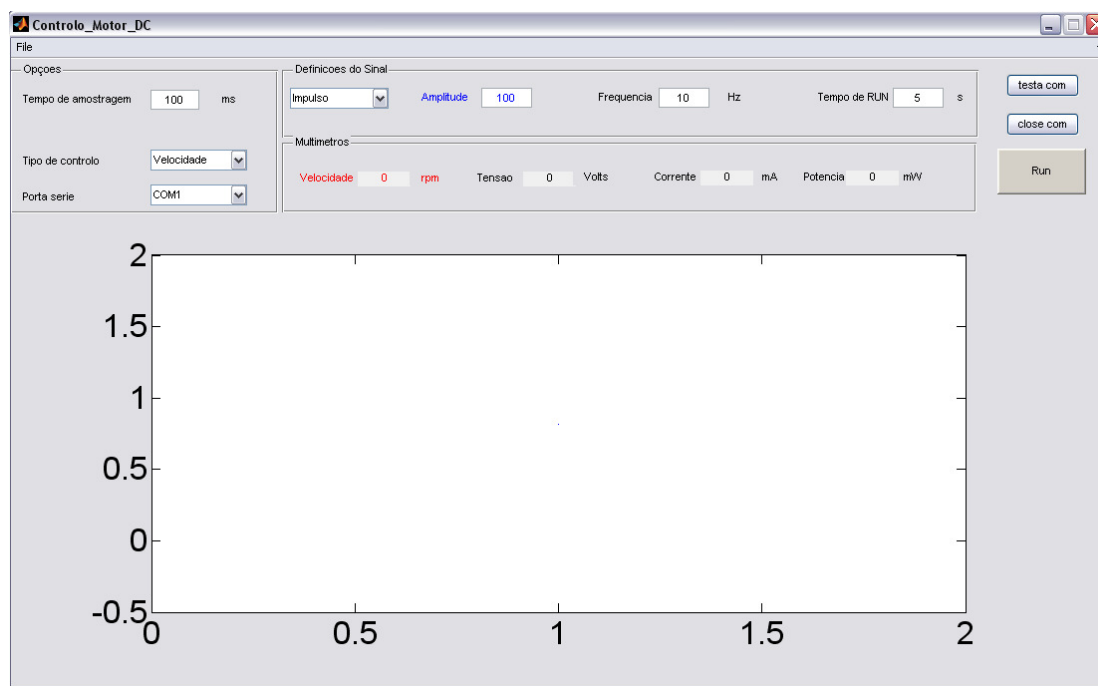 Controlo_Motor_DC
File
Opçoes
Tempo de amostragem 100 ms
Tipo de controlo Velocidade
Porta serie COM1
Definicoes do Sinal
Impulso Amplitude 100 Frequencia 10 Hz Tempo de RUN 5 s
Multimetros
Velocidade 0 rpm Tensao 0 Volts Corrente 0 mA Potencia 0 mW
testa com
close com
Run
2
1.5
1
0.5
0
-0.5
0 0.5 1 1.5 2